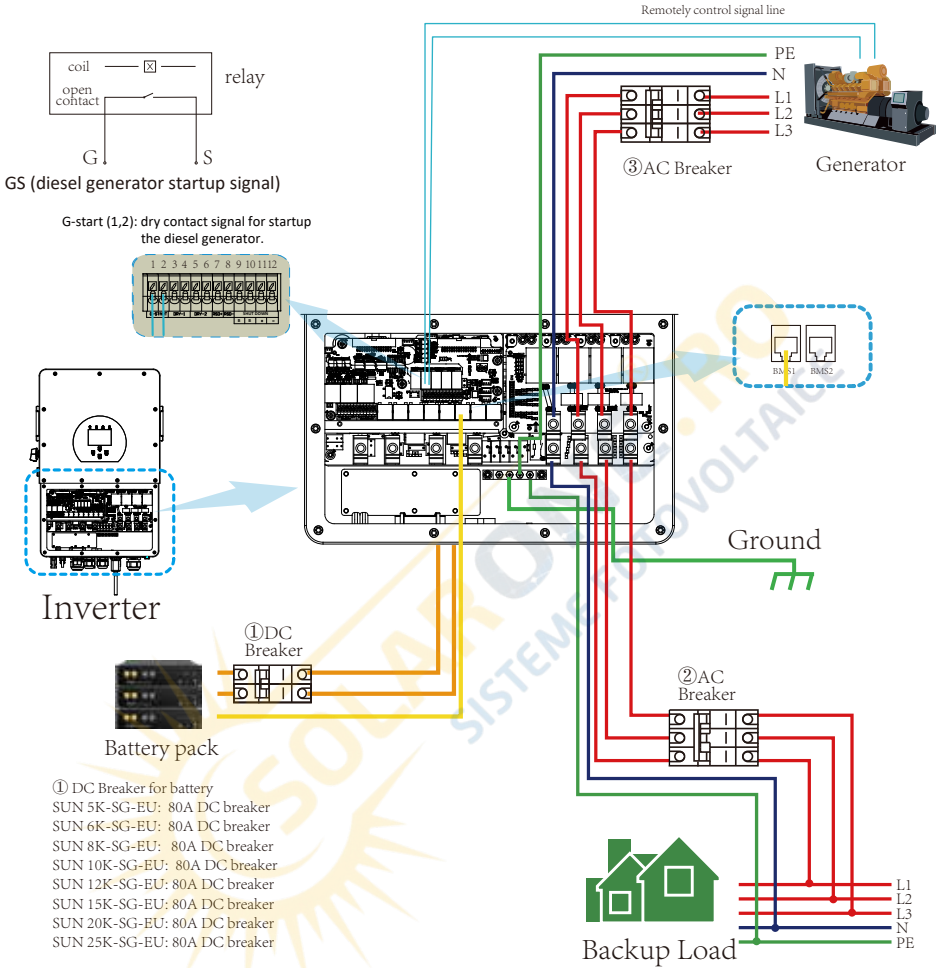 Remotely control signal line
PE
N
L1
L2
L3
coil
open
contact
relay
G
S
GS (diesel generator startup signal)
③AC Breaker
Generator
G-start (1,2): dry contact signal for startup
the diesel generator.
1 2 3 4 5 6 7 8 9 10 11 12
DRY-1
DRY-2
SHUT DOWN
BMS1
BMS2
Inverter
Ground
①DC
Breaker
②AC
Breaker
Battery pack
① DC Breaker for battery
SUN 5K-SG-EU: 80A DC breaker
SUN 6K-SG-EU: 80A DC breaker
SUN 8K-SG-EU: 80A DC breaker
SUN 10K-SG-EU: 80A DC breaker
SUN 12K-SG-EU: 80A DC breaker
SUN 15K-SG-EU: 80A DC breaker
SUN 20K-SG-EU: 80A DC breaker
SUN 25K-SG-EU: 80A DC breaker
Backup Load
L1
L2
L3
N
PE
SISTEME FOTOVOLTAICE